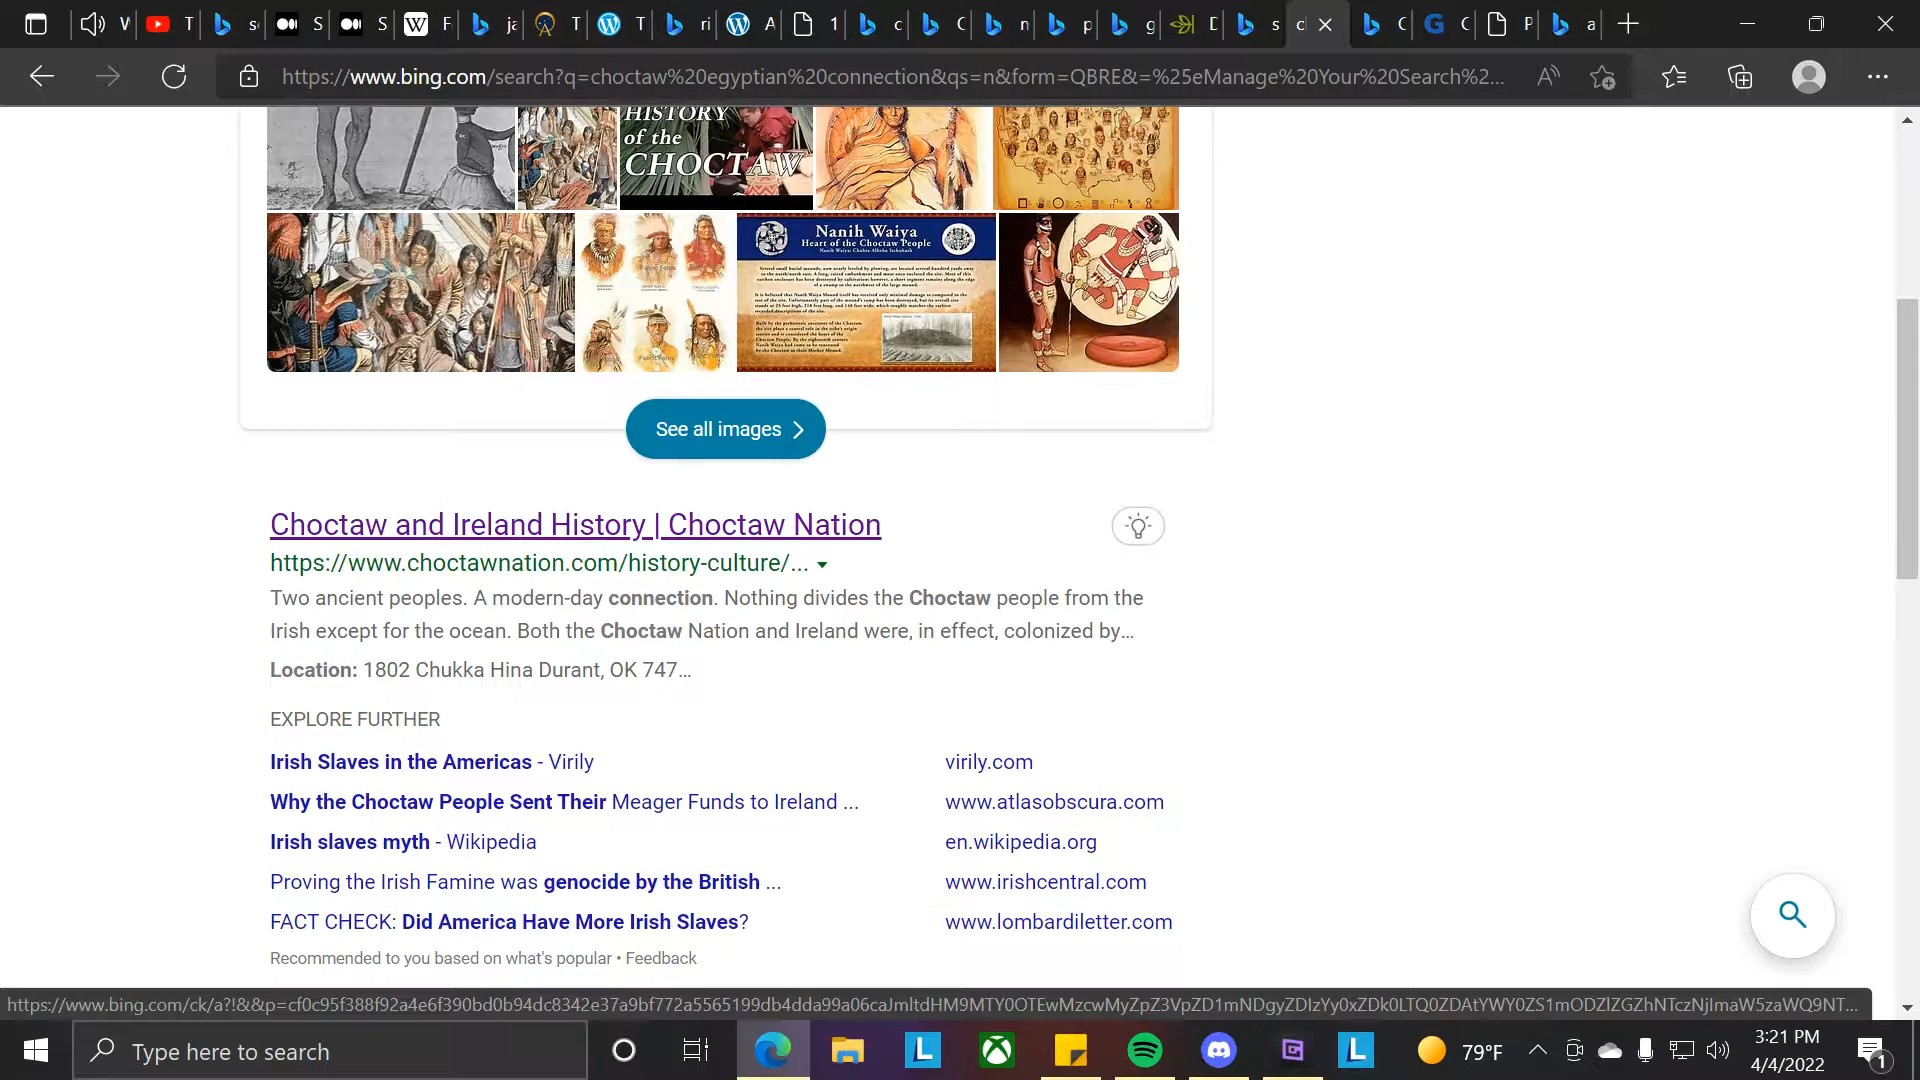 https://www.bing.com/search?q=choctaw%20egyptian%20connection&qs=n&form=QBRE&=%25eManage%20Your%20Search%2...
HISTORY
of the
CHOCTAW
Nanih Waiya
Heart of the Choctaw People
See all images
Choctaw and Ireland History | Choctaw Nation
https://www.choctawnation.com/history-culture/...
Two ancient peoples. A modern-day connection. Nothing divides the Choctaw people from the
Irish except for the ocean. Both the Choctaw Nation and Ireland were, in effect, colonized by...
Location: 1802 Chukka Hina Durant, OK 747...
EXPLORE FURTHER
Irish Slaves in the Americas - Virily virily.com
Why the Choctaw People Sent Their Meager Funds to Ireland ... www.atlasobscura.com
Irish slaves myth - Wikipedia en.wikipedia.org
Proving the Irish Famine was genocide by the British ... www.irishcentral.com
FACT CHECK: Did America Have More Irish Slaves? www.lombardiletter.com
Recommended to you based on what's popular • Feedback
Type here to search
79°F
3:21 PM
4/4/2022
1